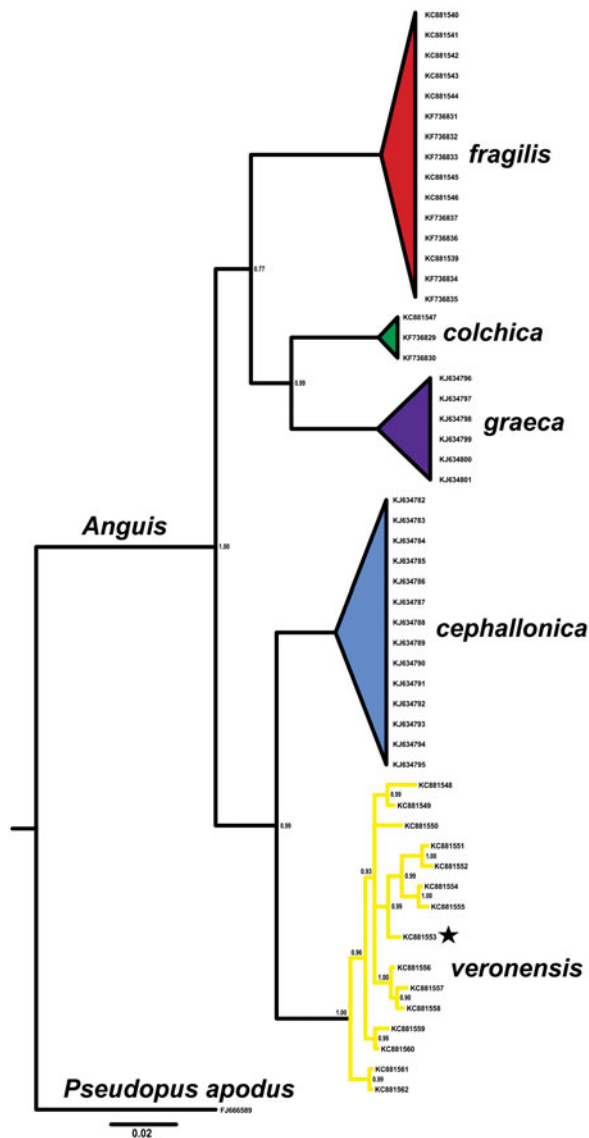 KC881540
KC881541
KC881542
KC881543
KC881544
KF736831
KF736832
KF736833
fragilis
KC881545
KC881546
KF736837
KF736836
KC881539
KF736834
KF736835
0.77
KC881547
KF736829
colchica
KF736830
0.99
KJ634796
KJ634797
KJ634798
graeca
KJ634799
KJ634800
KJ634801
Anguis
1.00
KJ634782
KJ634783
KJ634784
KJ634785
KJ634786
KJ634787
KJ634788
cephallonica
KJ634789
KJ634790
KJ634791
KJ634792
KJ634793
KJ634794
KJ634795
0.99
KC881548
0.99
KC881549
KC881550
KC881551
1.00
KC881552
0.93
0.99
KC881554
1.00
KC881555
0.99
KC881553 ★
0.96
veronensis
KC881556
1.00
KC881557
0.90
KC881558
1.00
KC881559
0.99
KC881560
KC881561
0.99
KC881562
Pseudopus apodus
FJ666589
0.02